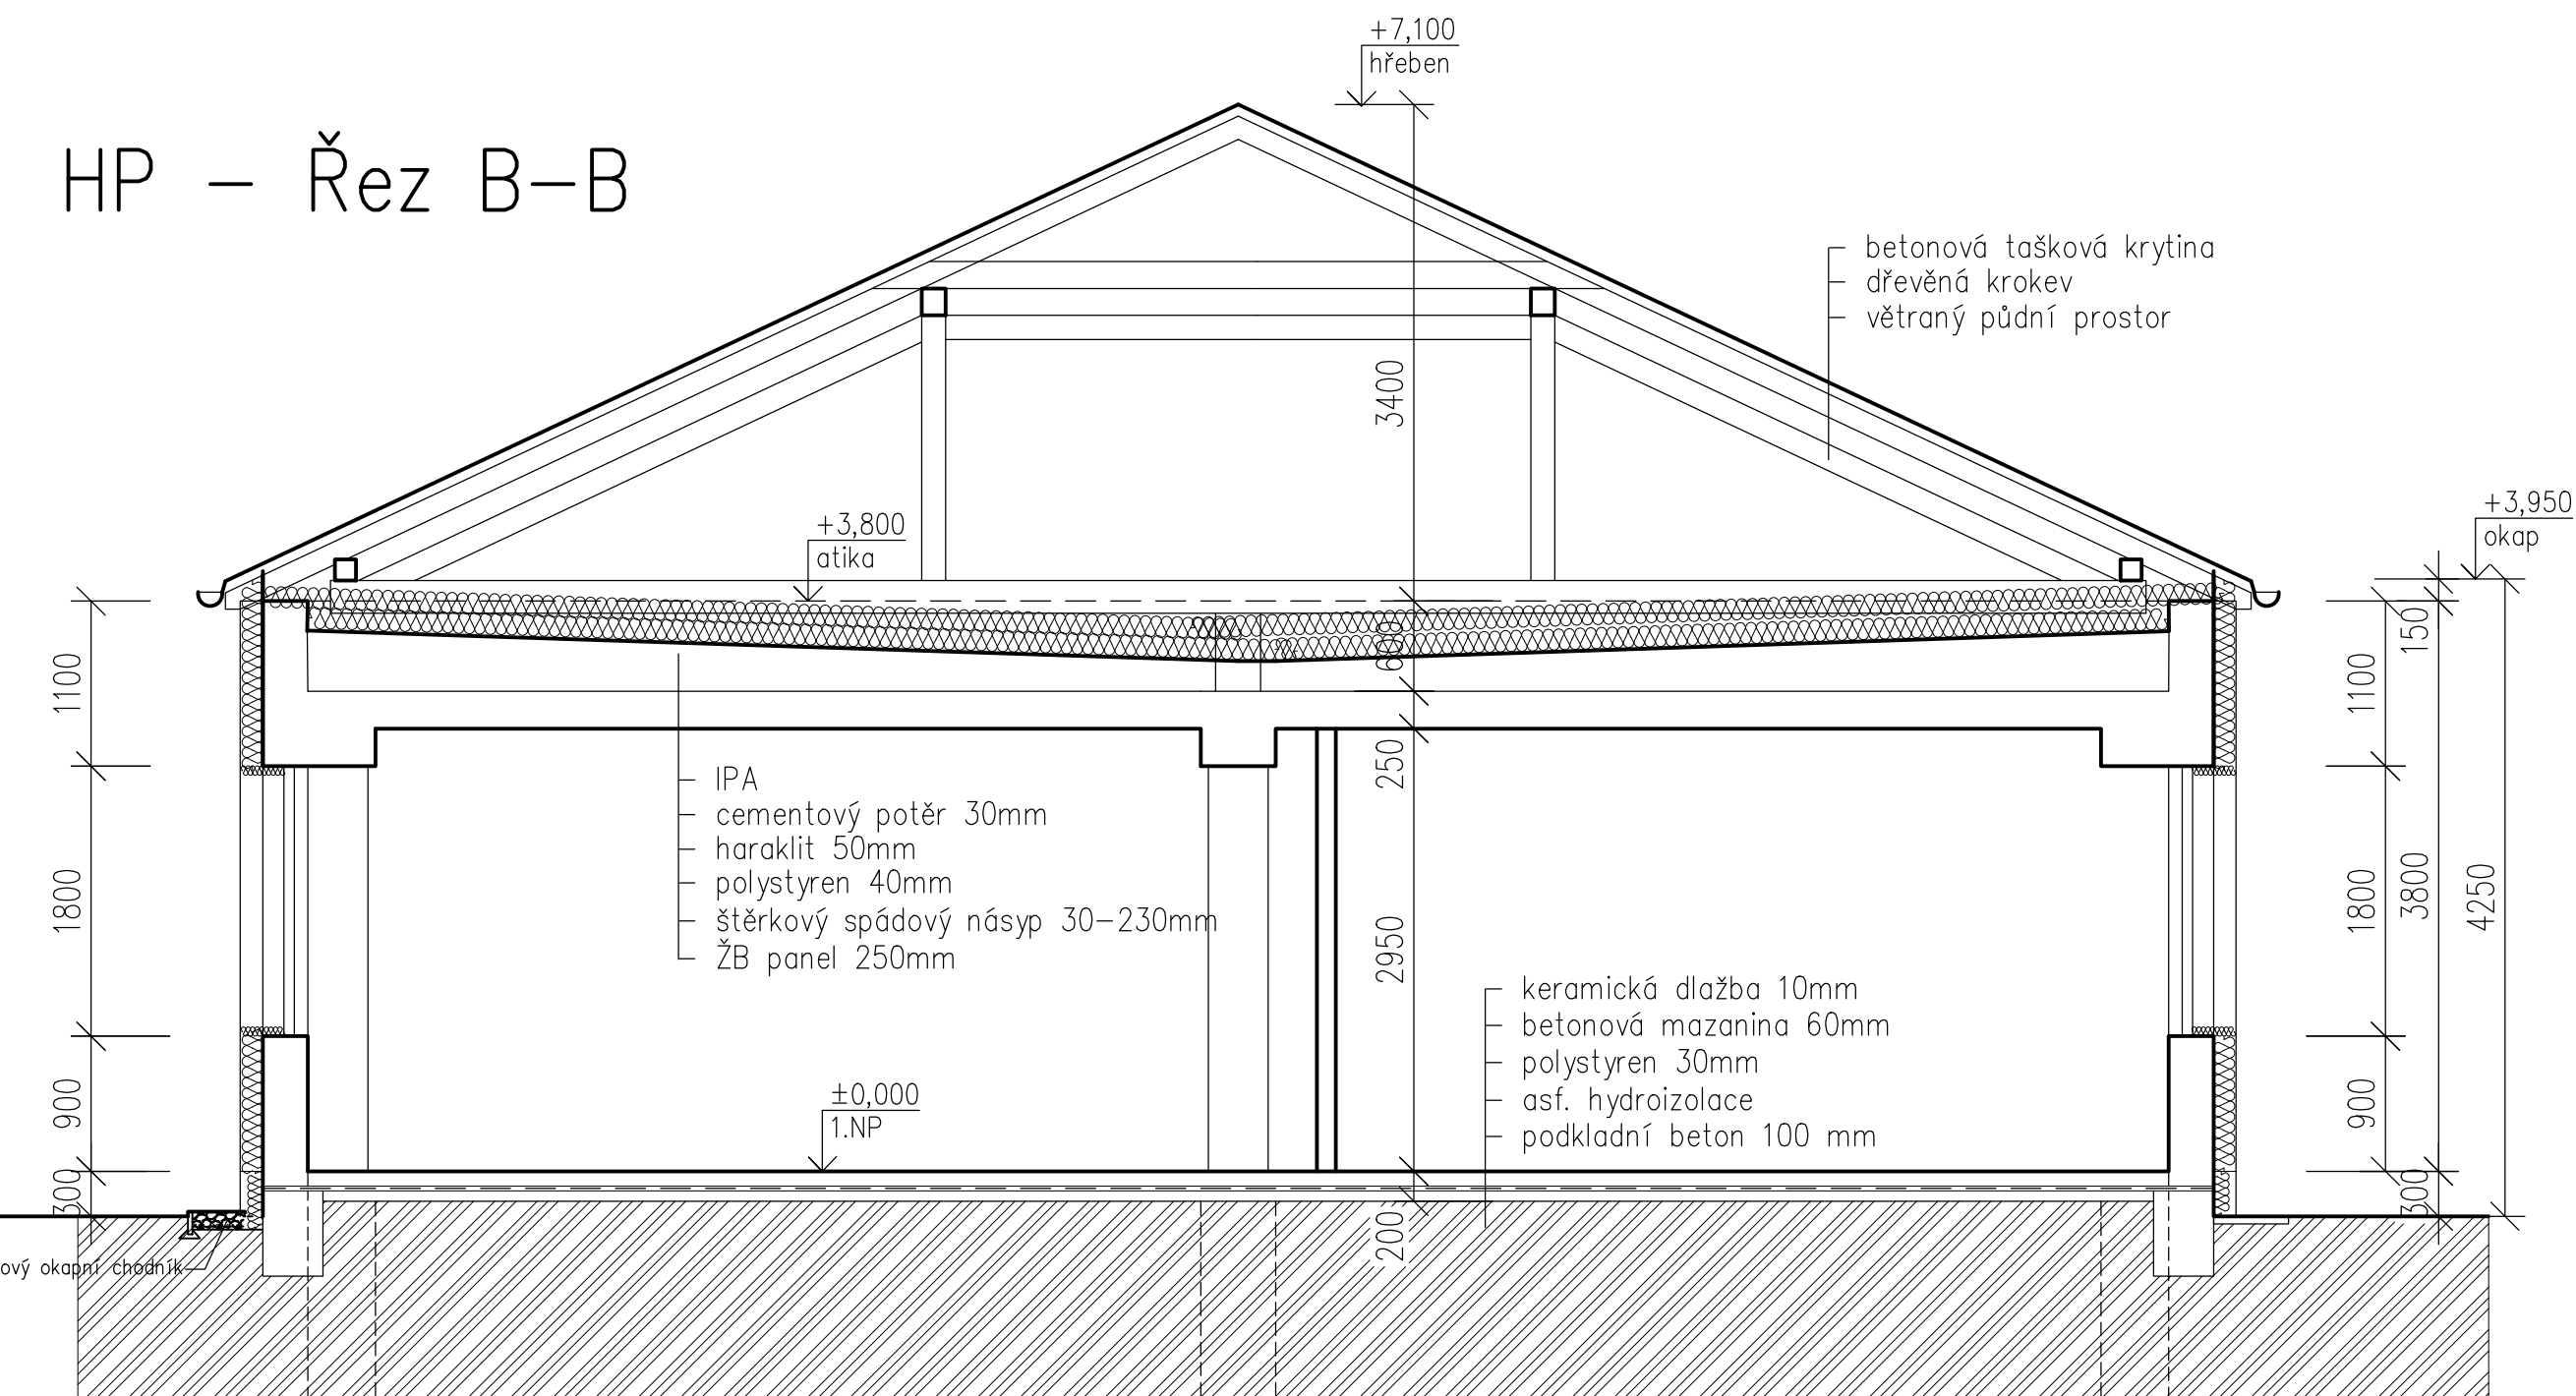 +7,100
hřeben
HP - Řez B-B
betonová tašková krytina
dřevěná krokev
větraný půdní prostor
3400
+3,800
atika
+3,950
okap
600
150
1100
1100
250
IPA
cementový potěr 30mm
haraklit 50mm
polystyren 40mm
štěrkový spádový násyp 30-230mm
ŽB panel 250mm
1800
1800
3800
4250
2950
keramická dlažba 10mm
betonová mazanina 60mm
polystyren 30mm
asf. hydroizolace
podkladní beton 100 mm
900
900
±0,000
1.NP
300
300
200
ový okapní chodník